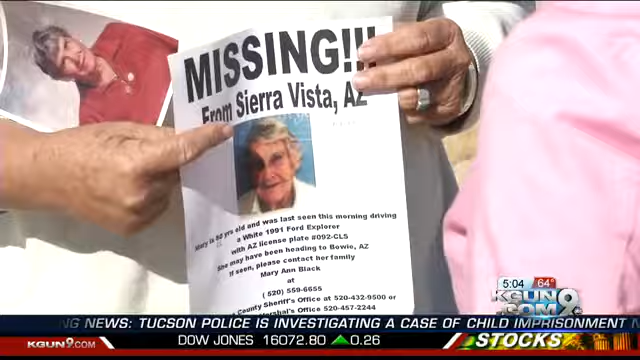 MISSING!!!
From Sierra Vista, AZ
Mary is 80 yrs old and was last seen this morning driving
a White 1991 Ford Explorer
with AZ license plate #092-CLS
She may have been heading to Bowie, AZ
If seen, please contact her family
Mary Ann Black
at
( 520) 559-6655
County Sheriff's Office at 520-432-9500 or
Marshal's Office 520-457-2244
5:04 64°
KGUN9
.COM
NG NEWS: TUCSON POLICE IS INVESTIGATING A CASE OF CHILD IMPRISONMENT N
KGUN9.COM DOW JONES 16072.80 ▲ 0.26 STOCKS